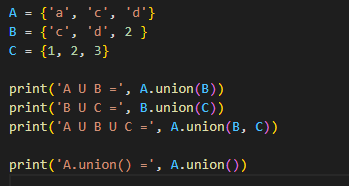 A = {'a', 'c', 'd'}
B = {'c', 'd', 2 }
C = {1, 2, 3}
print('A U B =', A.union(B))
print('B U C =', B.union(C))
print('A U B U C =', A.union(B, C))
print('A.union() =', A.union())